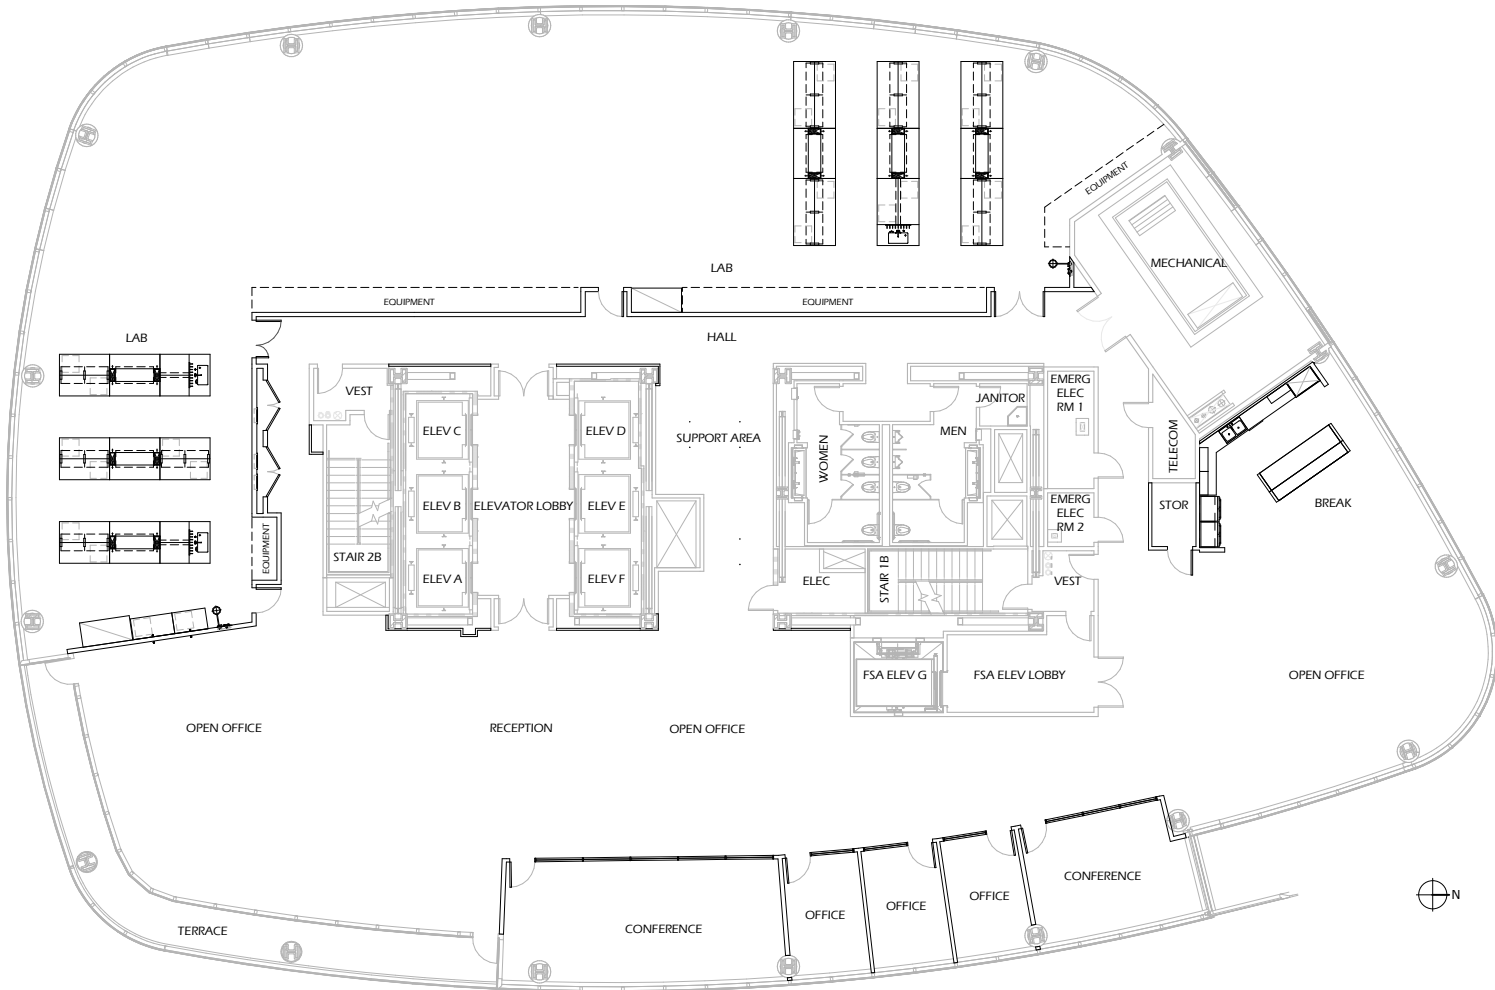 EQUIPMENT
MECHANICAL
LAB
EQUIPMENT
EQUIPMENT
LAB
HALL
VEST
EMERG
ELEC
RM 1
JANITOR
ELEV C
ELEV D
SUPPORT AREA
WOMEN
MEN
TELECOM
ELEV B
ELEVATOR LOBBY
ELEV E
EMERG
ELEC
RM 2
STOR
BREAK
EQUIPMENT
STAIR 2B
ELEV A
ELEV F
ELEC
STAIR 1B
VEST
FSA ELEV G
FSA ELEV LOBBY
OPEN OFFICE
OPEN OFFICE
RECEPTION
OPEN OFFICE
CONFERENCE
OFFICE
OFFICE
OFFICE
CONFERENCE
TERRACE
N